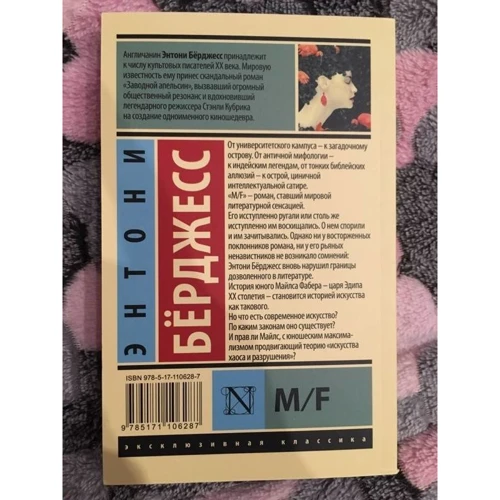 Англичанин Энтони Бёрджесс принадлежит
к числу культовых писателей XX века. Мировую
известность ему принес скандальный роман
«Заводной апельсин», вызвавший огромный
общественный резонанс и вдохновивший
легендарного режиссера Стэнли Кубрика
на создание одноименного киношедевра.
ЭНТОНИ
БЁРДЖЕСС
От университетского кампуса – к загадочному
острову. От античной мифологии –
к индейским легендам, от тонких библейских
аллюзий – к острой, циничной
интеллектуальной сатире.
«M/F» – роман, ставший мировой
литературной сенсацией.
Его исступленно ругали или столь же
исступленно им восхищались. О нем спорили
и им зачитывались. Однако ни у восторженных
поклонников романа, ни у его рьяных
ненавистников не возникало сомнений:
Энтони Бёрджесс вновь нарушил границы
дозволенного в литературе.
История юного Майлса Фабера – царя Эдипа
XX столетия – становится историей искусства
как такового.
Но что есть современное искусство?
По каким законам оно существует?
И прав ли Майлс, с юношеским макси-
мализмом продвигающий теорию «искусства
хаоса и разрушения»?
ISBN 978-5-17-110628-7
9 785171 106287
N
M/F
эксклюзивная классика